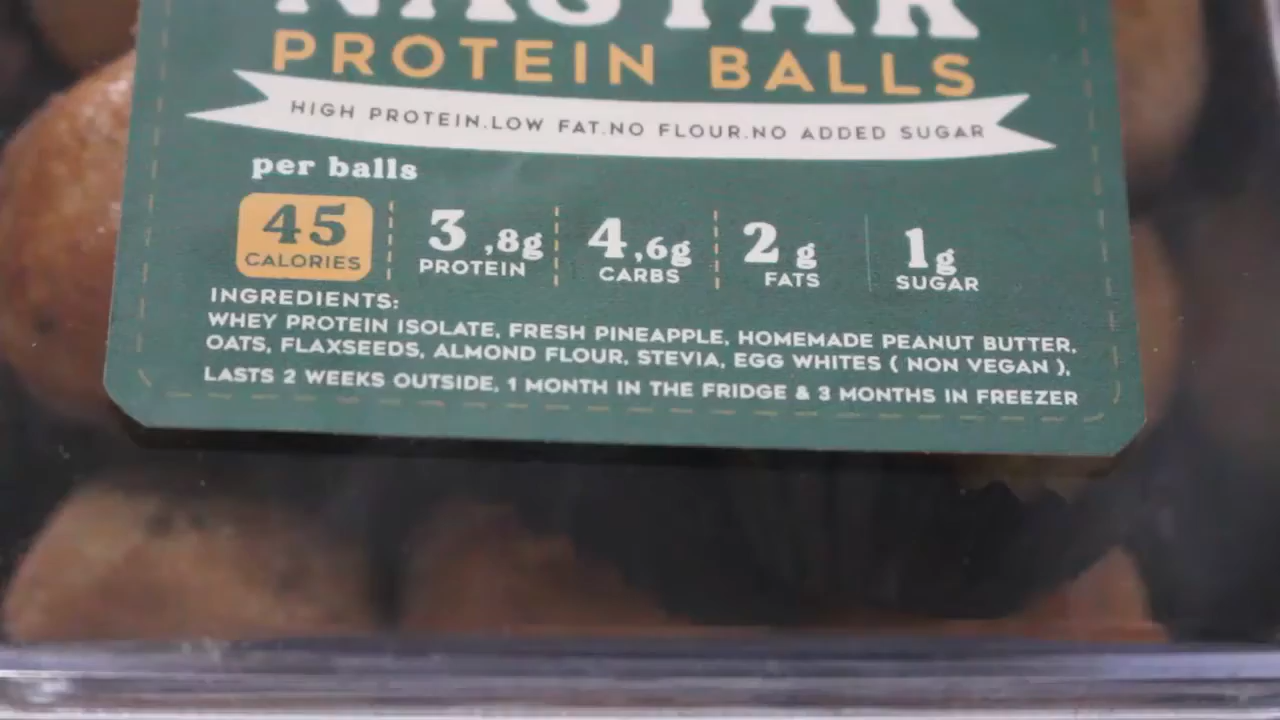 NASTAR
PROTEIN BALLS
HIGH PROTEIN.LOW FAT.NO FLOUR.NO ADDED SUGAR
per balls
45 CALORIES
3 ,8g PROTEIN
4,6g CARBS
2 g FATS
1g SUGAR
INGREDIENTS:
WHEY PROTEIN ISOLATE, FRESH PINEAPPLE, HOMEMADE PEANUT BUTTER,
OATS, FLAXSEEDS, ALMOND FLOUR, STEVIA, EGG WHITES ( NON VEGAN ),
LASTS 2 WEEKS OUTSIDE, 1 MONTH IN THE FRIDGE & 3 MONTHS IN FREEZER